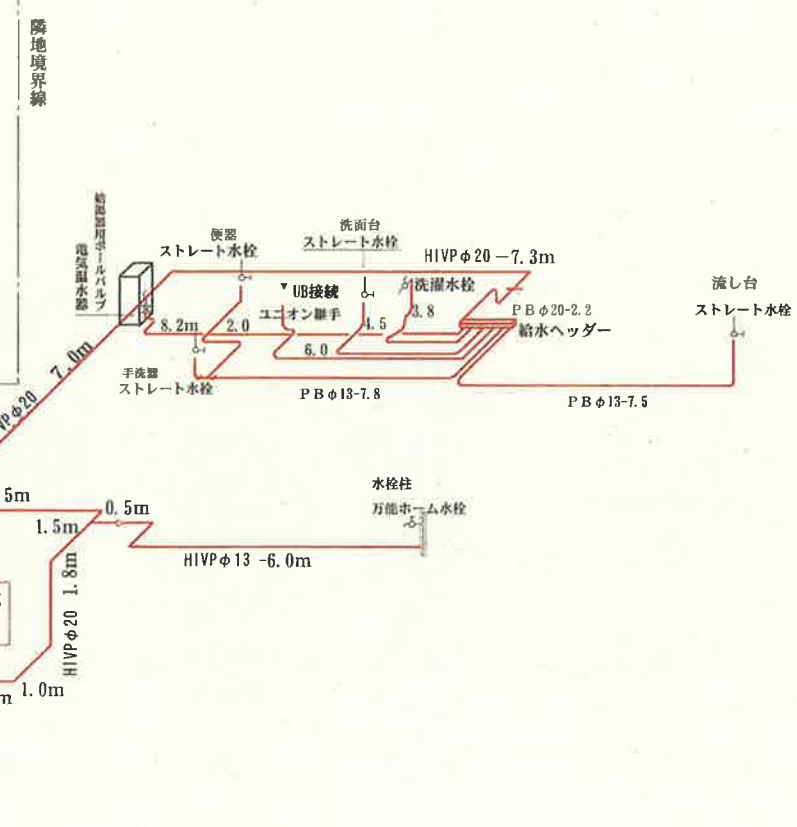 隣地境界線
給湯器用ボールバルブ
電気温水器
便器
ストレート水栓
洗面台
ストレート水栓
HIVPφ20－7.3m
UB接続
ユニオン継手
洗濯水栓
流し台
ストレート水栓
8.2m
2.0
4.5
3.8
PBφ20-2.2
給水ヘッダー
6.0
7.0m
VPφ20
手洗器
ストレート水栓
PBφ13-7.8
PBφ13-7.5
5m
0.5m
1.5m
水栓柱
万能ホーム水栓
HIVPφ13 -6.0m
HIVPφ20 1.8m
m
1.0m